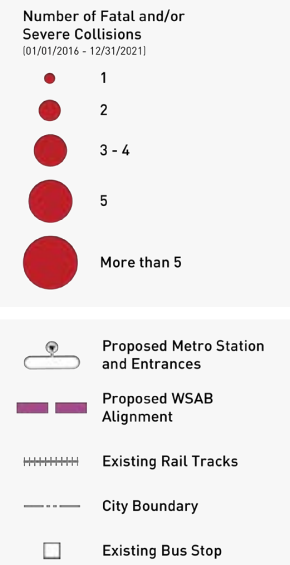 Number of Fatal and/or
Severe Collisions
(01/01/2016 - 12/31/2021)
1
2
3 - 4
5
More than 5
Proposed Metro Station
and Entrances
Proposed WSAB
Alignment
Existing Rail Tracks
City Boundary
Existing Bus Stop